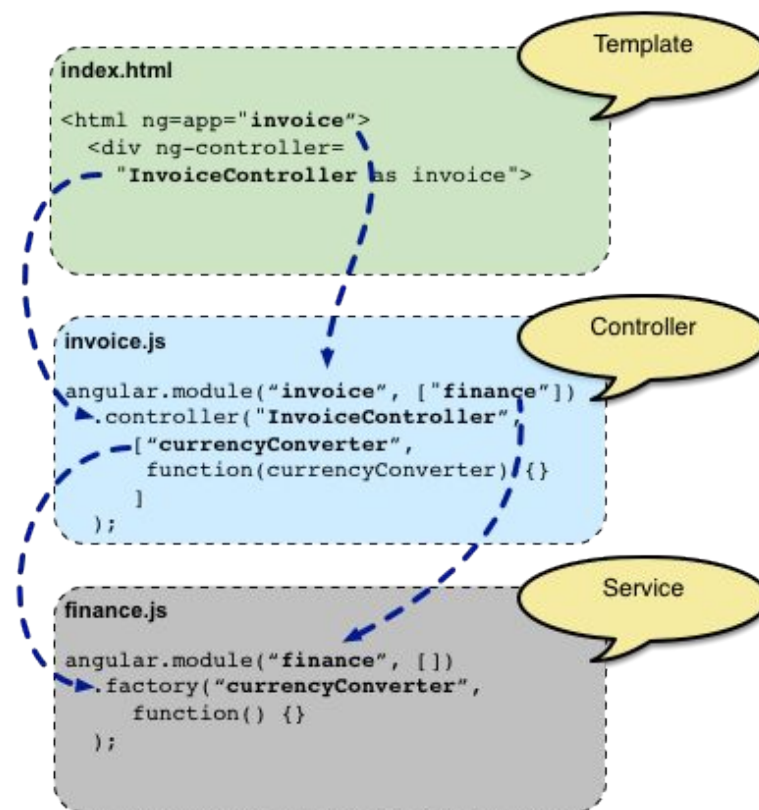 Template
index.html
<html ng=app="invoice”>
<div ng-controller=
"InvoiceController as invoice">
Controller
invoice.js
angular.module(“invoice”, ["finance”])
.controller("InvoiceController”,
[“currencyConverter”,
function(currencyConverter) {}
]
);
Service
finance.js
angular.module(“finance”, [])
.factory(“currencyConverter”,
function() {}
);